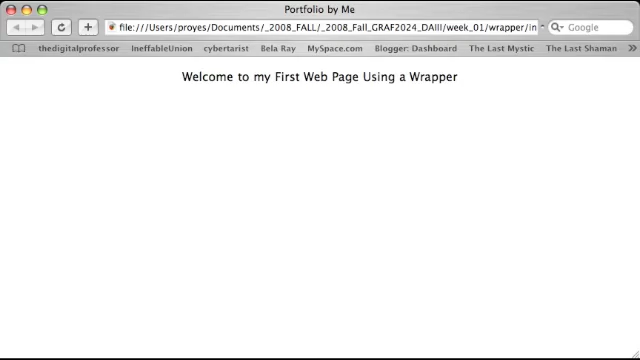 Portfolio by Me
file:///Users/proyes/Documents/_2008_FALL/_2008_Fall_GRAF2024_DAIII/week_01/wrapper/in
Google
thedigitalprofessor IneffableUnion cybertarist Bela Ray MySpace.com Blogger: Dashboard The Last Mystic The Last Shaman
Welcome to my First Web Page Using a Wrapper